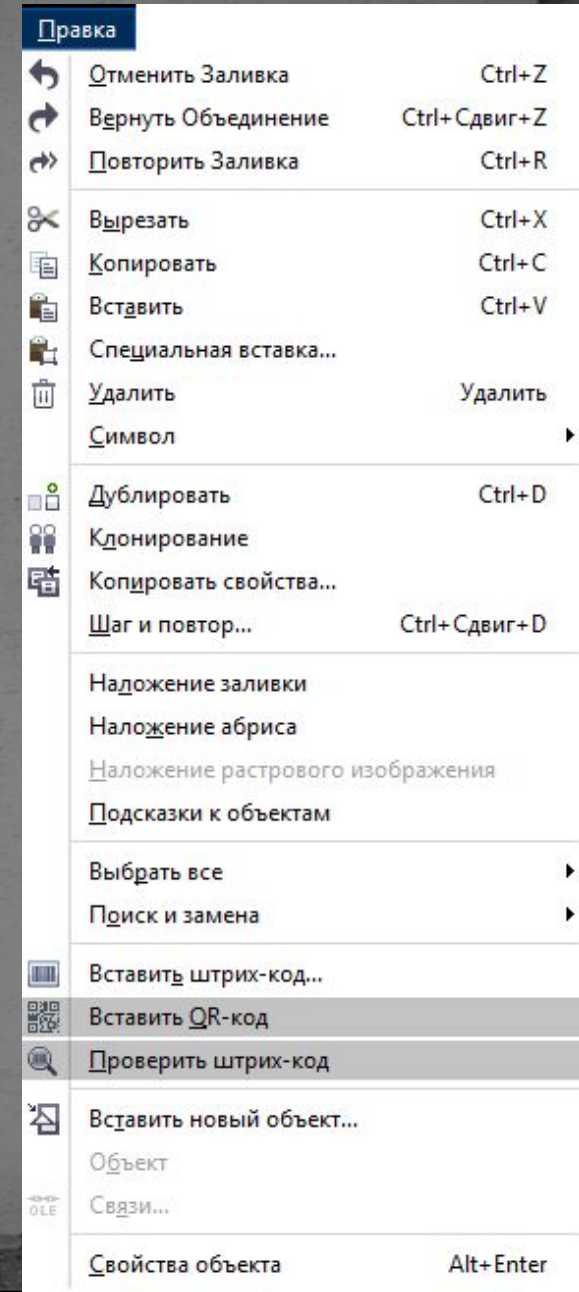 Правка
Отменить Заливка Ctrl+Z
Вернуть Объединение Ctrl+Сдвиг+Z
Повторить Заливка Ctrl+R
Вырезать Ctrl+X
Копировать Ctrl+C
Вставить Ctrl+V
Специальная вставка...
Удалить Удалить
Символ
Дублировать Ctrl+D
Клонирование
Копировать свойства...
Шаг и повтор... Ctrl+Сдвиг+D
Наложение заливки
Наложение абриса
Наложение растрового изображения
Подсказки к объектам
Выбрать все
Поиск и замена
Вставить штрих-код...
Вставить QR-код
Проверить штрих-код
Вставить новый объект...
Объект
OLE Связи...
Свойства объекта Alt+Enter